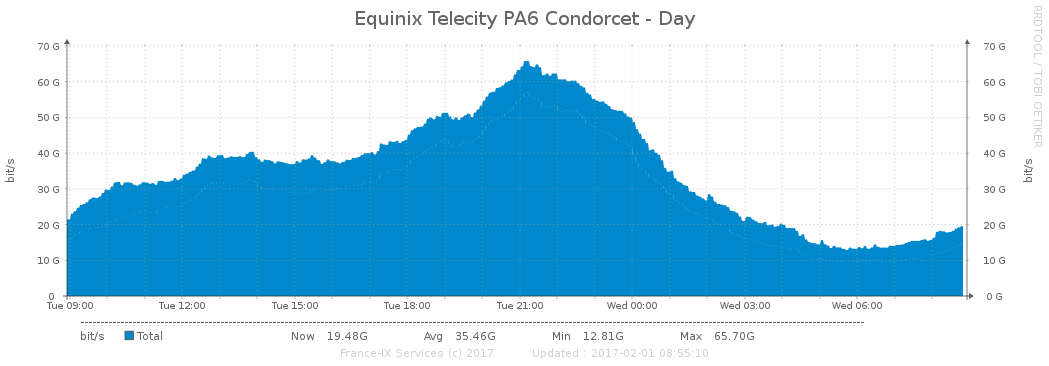 Equinix Telecity PA6 Condorcet - Day
RRDTOOL / TOBI OETIKER
bit/s
bit/s
70 G 70 G
60 G 60 G
50 G 50 G
40 G 40 G
30 G 30 G
20 G 20 G
10 G 10 G
0 0 G
Tue 09:00 Tue 12:00 Tue 15:00 Tue 18:00 Tue 21:00 Wed 00:00 Wed 03:00 Wed 06:00
bit/s Total Now 19.48G Avg 35.46G Min 12.81G Max 65.70G
France-IX Services (c) 2017 Updated : 2017-02-01 08:55:10